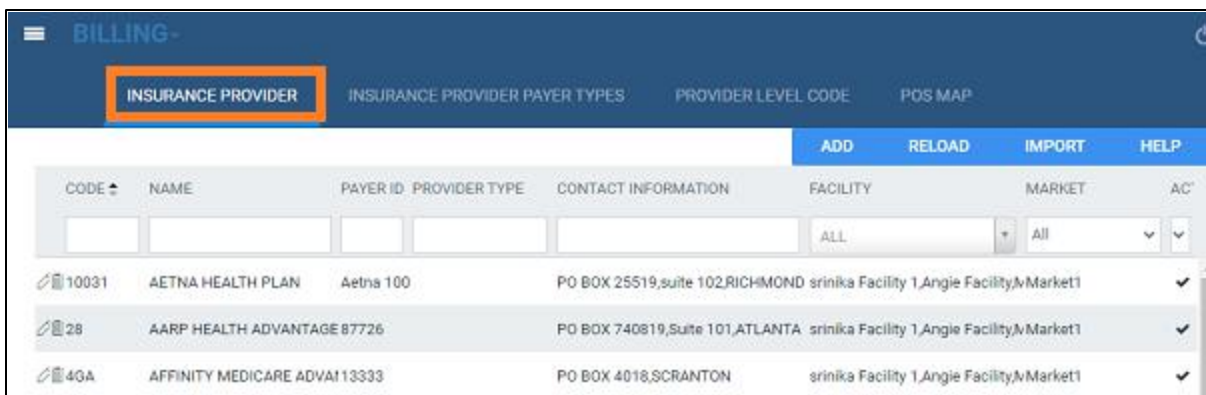 BILLING-
INSURANCE PROVIDER INSURANCE PROVIDER PAYER TYPES PROVIDER LEVEL CODE POS MAP
ADD RELOAD IMPORT HELP
CODE NAME PAYER ID PROVIDER TYPE CONTACT INFORMATION FACILITY MARKET AC
ALL All
10031 AETNA HEALTH PLAN Aetna 100 PO BOX 25519,suite 102,RICHMOND srinika Facility 1,Angie Facility,M Market1
28 AARP HEALTH ADVANTAGE 87726 PO BOX 740819,Suite 101,ATLANTA srinika Facility 1,Angie Facility,M Market1
4GA AFFINITY MEDICARE ADVA 13333 PO BOX 4018,SCRANTON srinika Facility 1,Angie Facility,M Market1